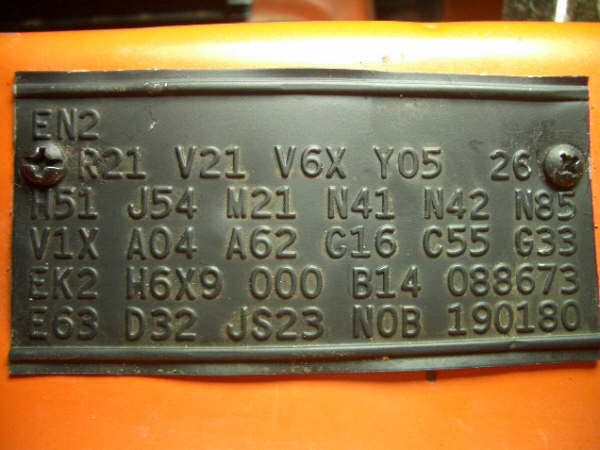 EN2
R21 V21 V6X Y05 26
H51 J54 M21 N41 N42 N85
V1X A04 A62 C16 C55 G33
EK2 H6X9 000 B14 088673
E63 D32 JS23 N0B 190180